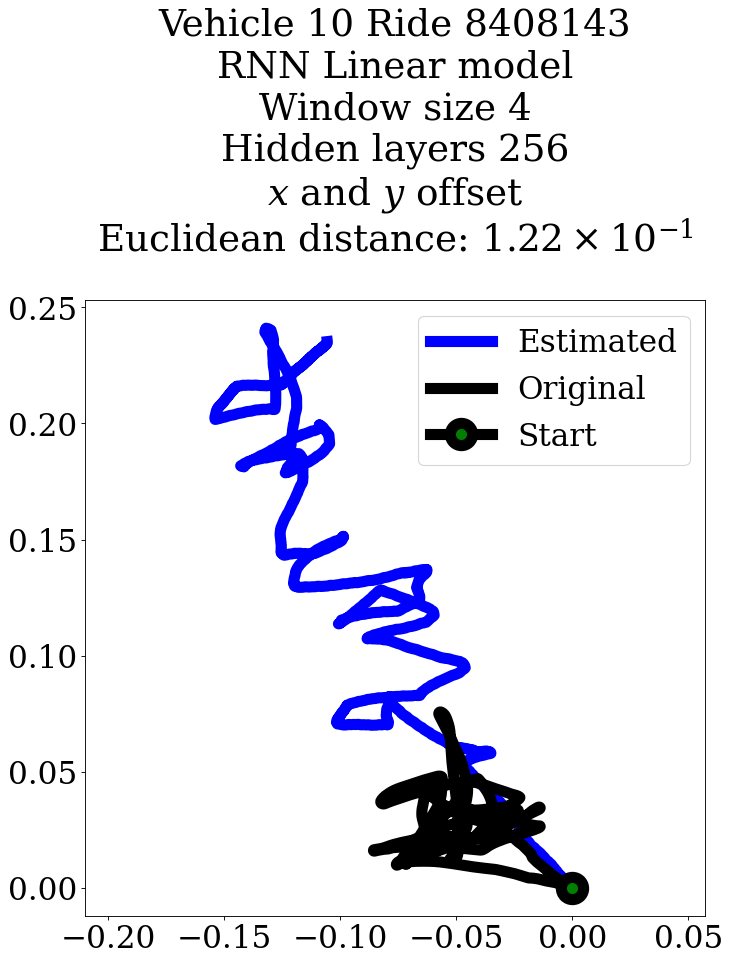 Vehicle 10 Ride 8408143
RNN Linear model
Window size 4
Hidden layers 256
x and y offset
Euclidean distance: 1.22 × 10⁻¹
0.25
0.20
0.15
0.10
0.05
0.00
Estimated
Original
Start
−0.20 −0.15 −0.10 −0.05 0.00 0.05